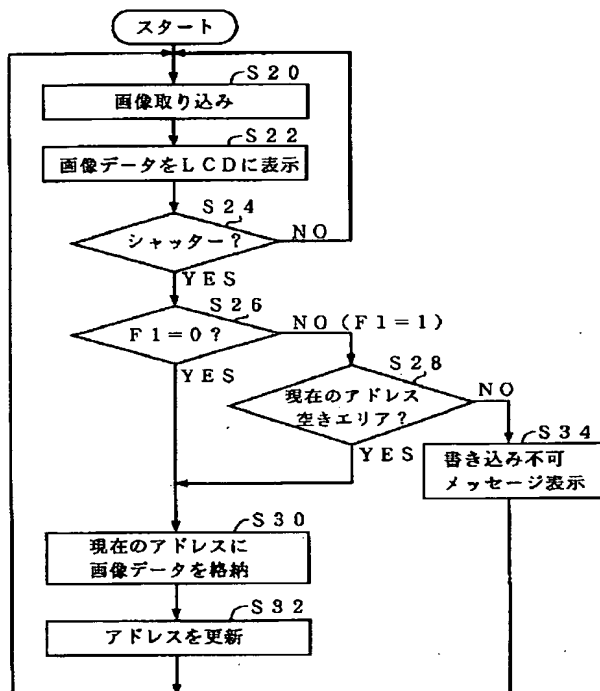 スタート
S20
画像取り込み
S22
画像データをLCDに表示
S24
シャッター?
NO
YES
S26
F1=0?
NO(F1=1)
YES
S28
現在のアドレス
空きエリア?
NO
YES
S34
書き込み不可
メッセージ表示
S30
現在のアドレスに
画像データを格納
S32
アドレスを更新